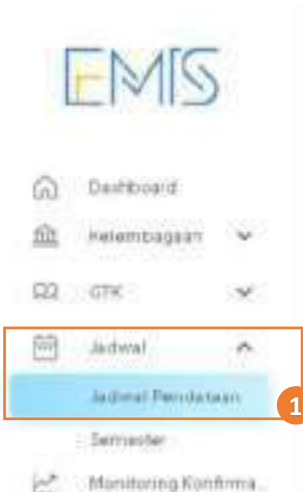 EMIS
Dashboard
Kelembagaan
GTK
Jadwal
Jadwal Pendataan
1
Semester
Monitoring Konfirma